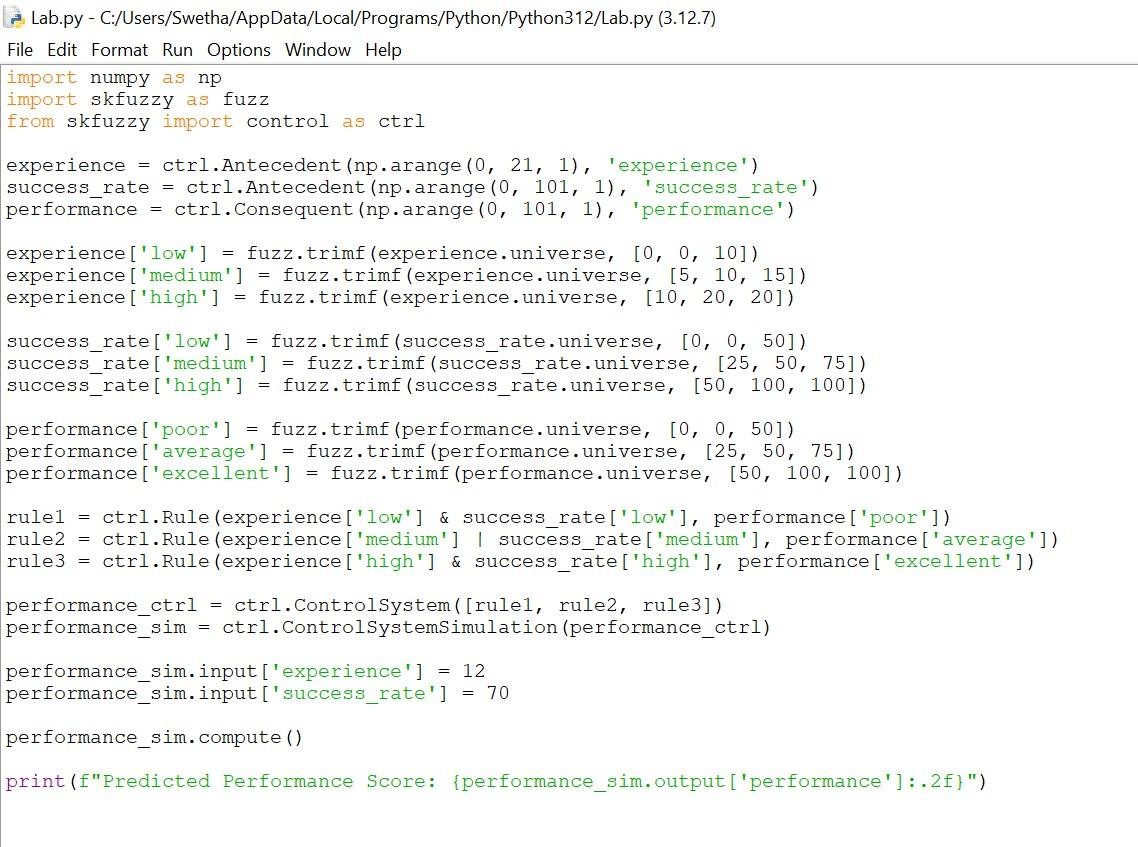 Lab.py - C:/Users/Swetha/AppData/Local/Programs/Python/Python312/Lab.py (3.12.7)
File Edit Format Run Options Window Help
import numpy as np
import skfuzzy as fuzz
from skfuzzy import control as ctrl
experience = ctrl.Antecedent(np.arange(0, 21, 1), 'experience')
success_rate = ctrl.Antecedent(np.arange(0, 101, 1), 'success_rate')
performance = ctrl.Consequent(np.arange(0, 101, 1), 'performance')
experience['low'] = fuzz.trimf(experience.universe, [0, 0, 10])
experience['medium'] = fuzz.trimf(experience.universe, [5, 10, 15])
experience['high'] = fuzz.trimf(experience.universe, [10, 20, 20])
success_rate['low'] = fuzz.trimf(success_rate.universe, [0, 0, 50])
success_rate['medium'] = fuzz.trimf(success_rate.universe, [25, 50, 75])
success_rate['high'] = fuzz.trimf(success_rate.universe, [50, 100, 100])
performance['poor'] = fuzz.trimf(performance.universe, [0, 0, 50])
performance['average'] = fuzz.trimf(performance.universe, [25, 50, 75])
performance['excellent'] = fuzz.trimf(performance.universe, [50, 100, 100])
rule1 = ctrl.Rule(experience['low'] & success_rate['low'], performance['poor'])
rule2 = ctrl.Rule(experience['medium'] | success_rate['medium'], performance['average'])
rule3 = ctrl.Rule(experience['high'] & success_rate['high'], performance['excellent'])
performance_ctrl = ctrl.ControlSystem([rule1, rule2, rule3])
performance_sim = ctrl.ControlSystemSimulation(performance_ctrl)
performance_sim.input['experience'] = 12
performance_sim.input['success_rate'] = 70
performance_sim.compute()
print(f"Predicted Performance Score: {performance_sim.output['performance']:.2f}")